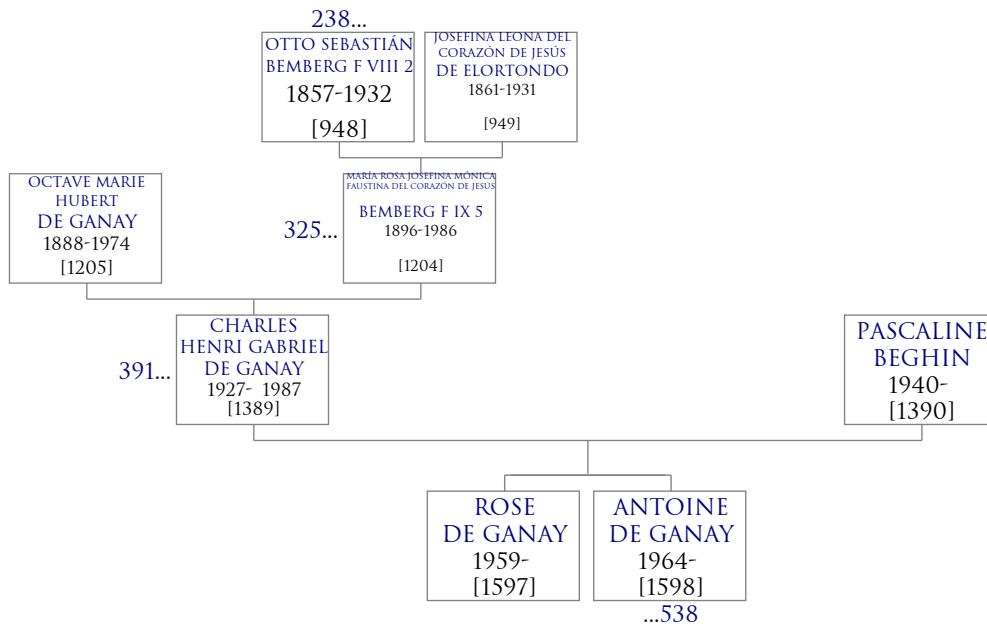 238...
OTTO SEBASTIÁN
BEMBERG F VIII 2
1857-1932
[948]
JOSEFINA LEONA DEL
CORAZÓN DE JESÚS
DE ELORTONDO
1861-1931
[949]
OCTAVE MARIE
HUBERT
DE GANAY
1888-1974
[1205]
325...
MARÍA ROSA JOSEFINA MÓNICA
FAUSTINA DEL CORAZÓN DE JESÚS
BEMBERG F IX 5
1896-1986
[1204]
391...
CHARLES
HENRI GABRIEL
DE GANAY
1927- 1987
[1389]
PASCALINE
BEGHIN
1940-
[1390]
ROSE
DE GANAY
1959-
[1597]
ANTOINE
DE GANAY
1964-
[1598]
...538